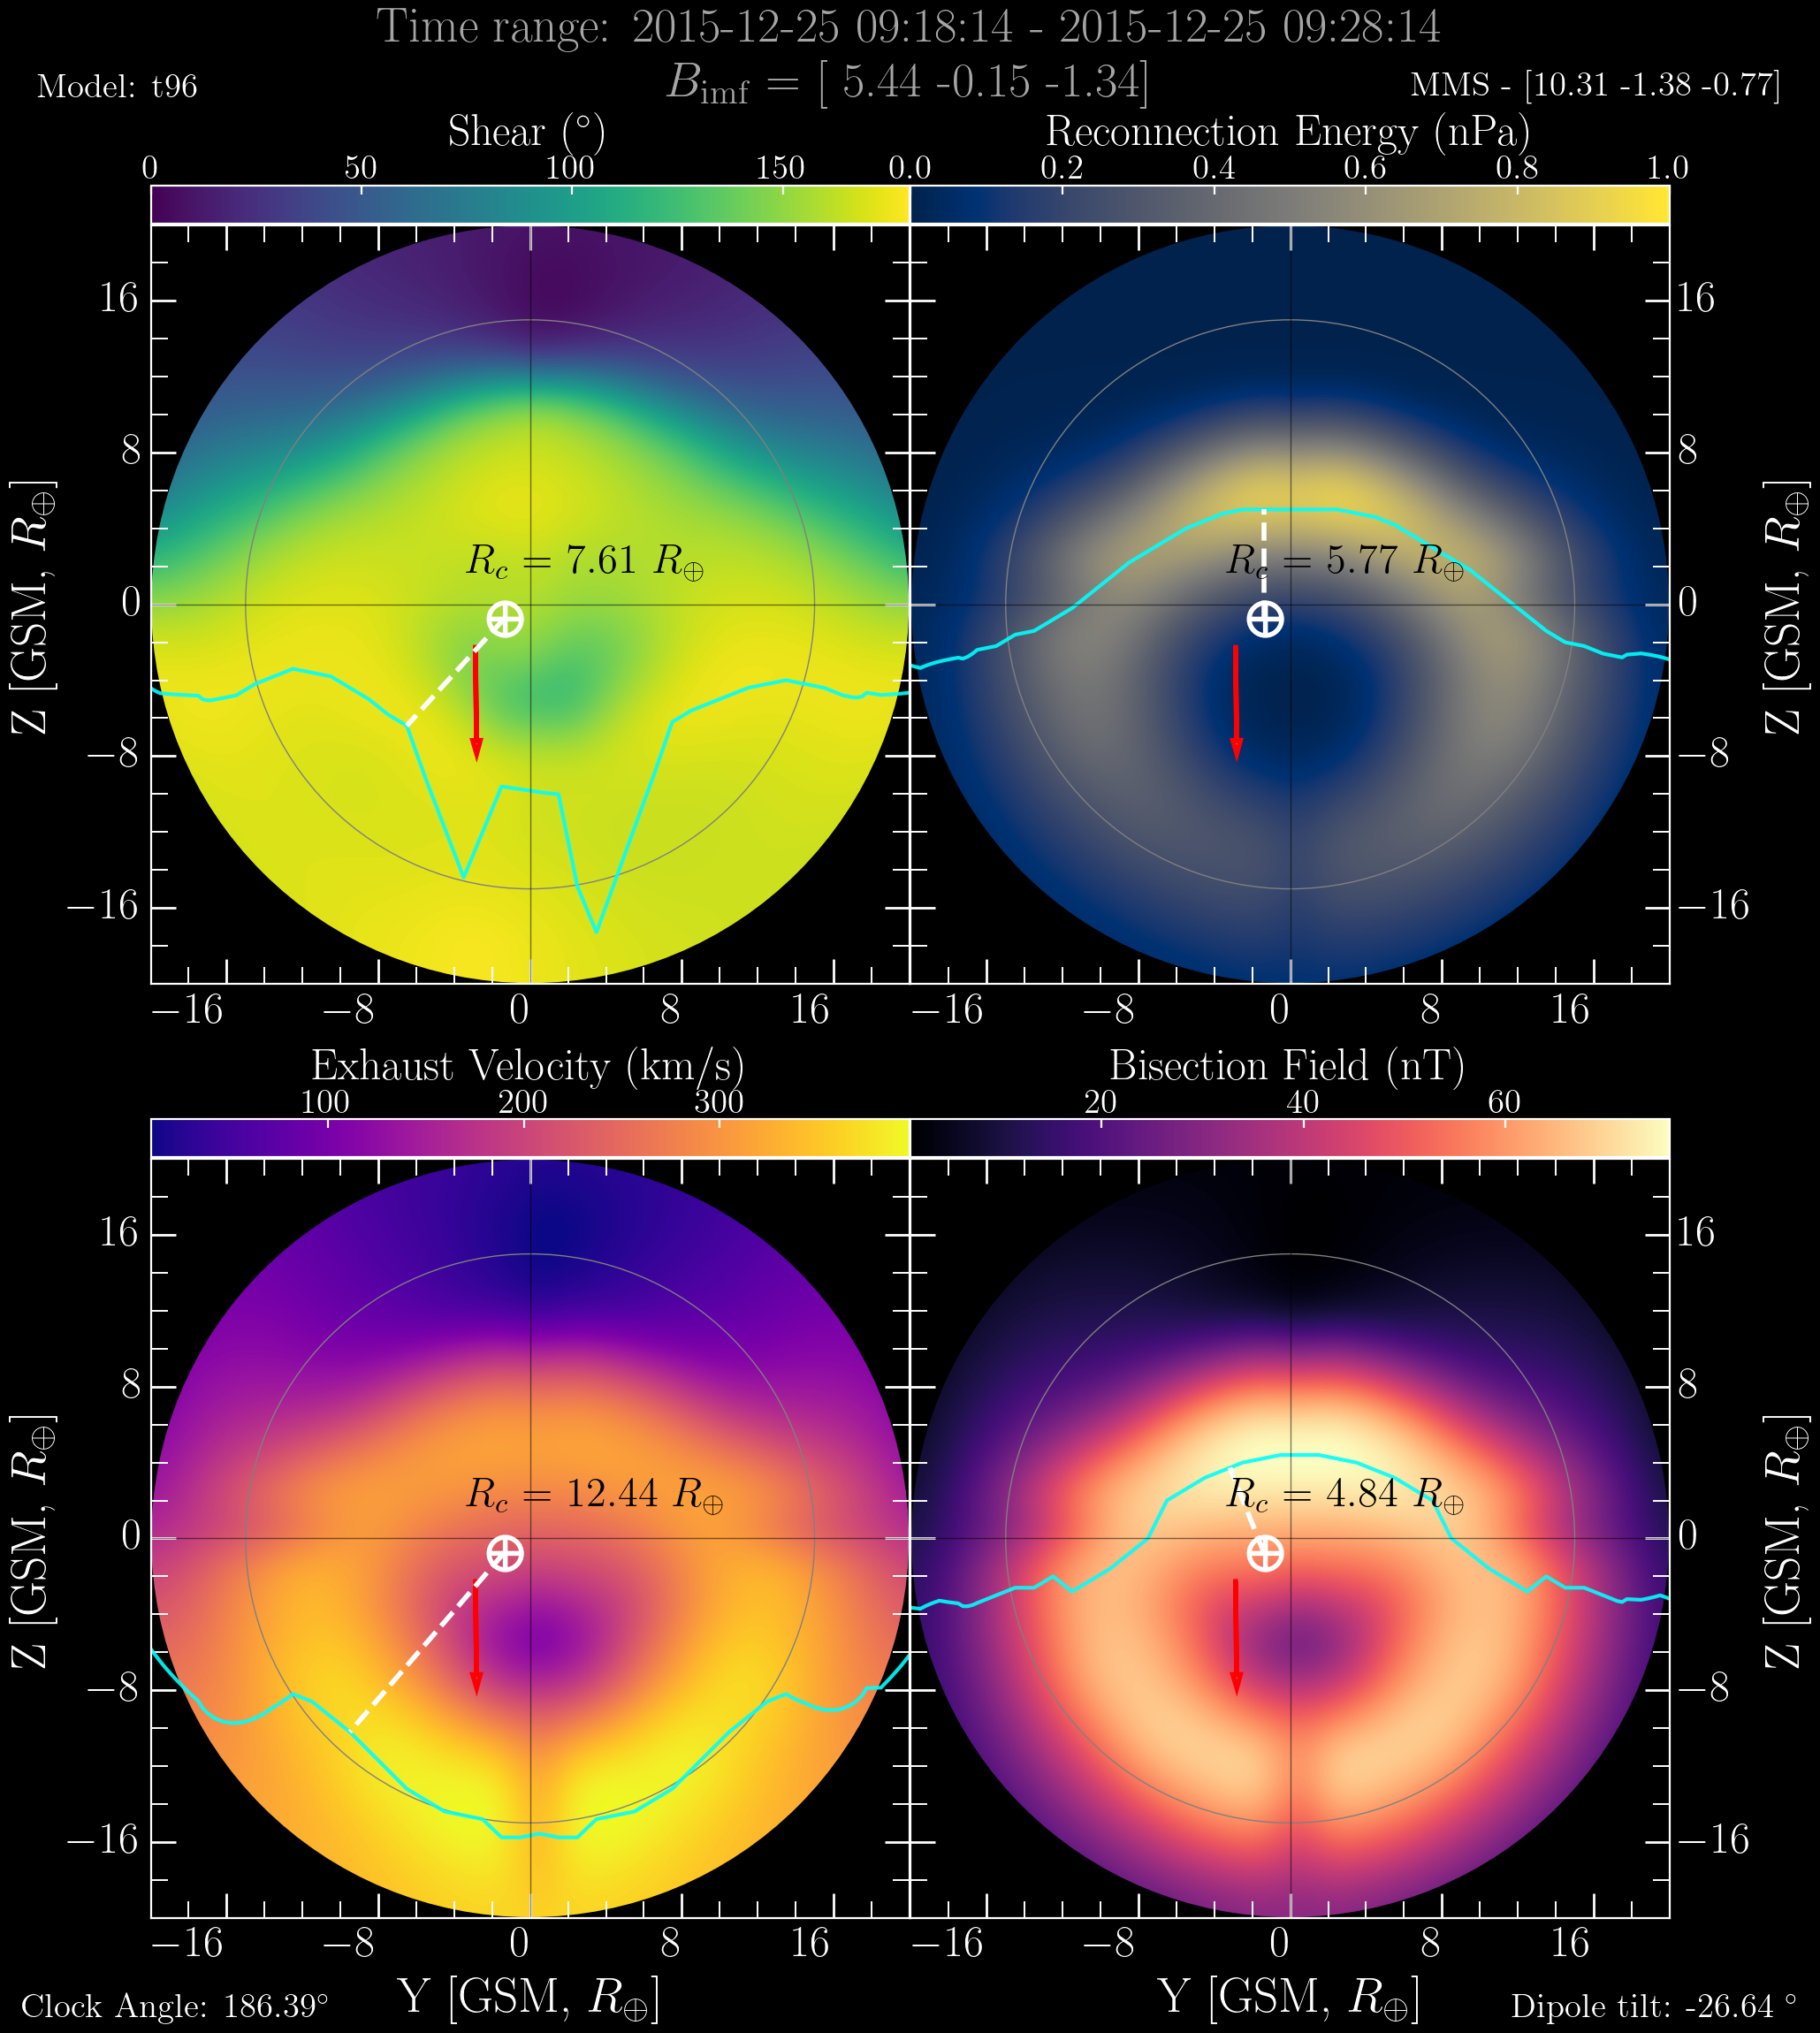 Time range: 2015-12-25 09:18:14 - 2015-12-25 09:28:14
Model: t96
B_imf = [ 5.44 -0.15 -1.34]
MMS - [10.31 -1.38 -0.77]
Shear (°)
Reconnection Energy (nPa)
0 50 100 150 0.0 0.2 0.4 0.6 0.8 1.0
16 16
8 8
R_c = 7.61 R_⊕ R_c = 5.77 R_⊕
0 0
Z [GSM, R_⊕] Z [GSM, R_⊕]
−8 −8
−16 −16
−16 −8 0 8 16 −16 −8 0 8 16
Exhaust Velocity (km/s) Bisection Field (nT)
100 200 300 20 40 60
16 16
8 8
R_c = 12.44 R_⊕ R_c = 4.84 R_⊕
0 0
Z [GSM, R_⊕] Z [GSM, R_⊕]
−8 −8
−16 −16
−16 −8 0 8 16 −16 −8 0 8 16
Y [GSM, R_⊕] Y [GSM, R_⊕]
Clock Angle: 186.39° Dipole tilt: -26.64 °